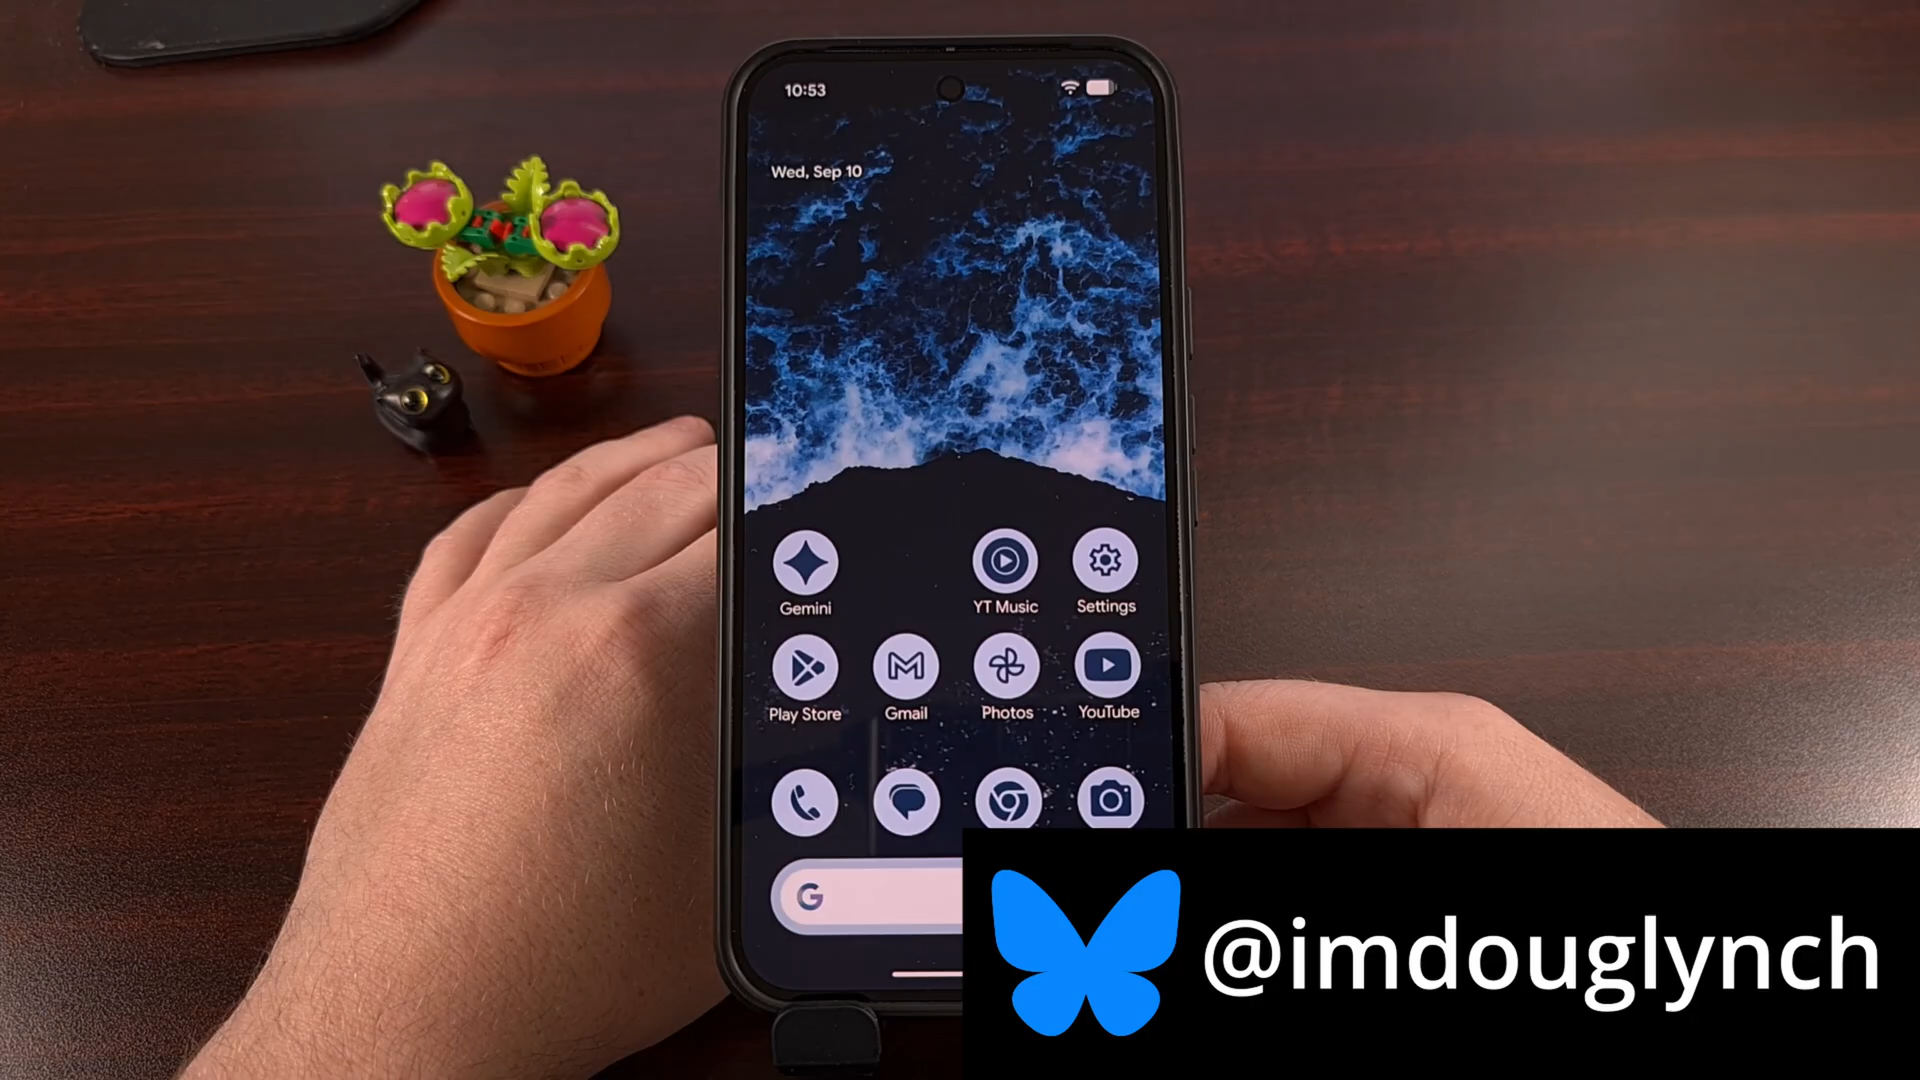 10:53
Wed, Sep 10
Gemini
YT Music
Settings
Play Store
Gmail
Photos
YouTube
G
@imdouglynch